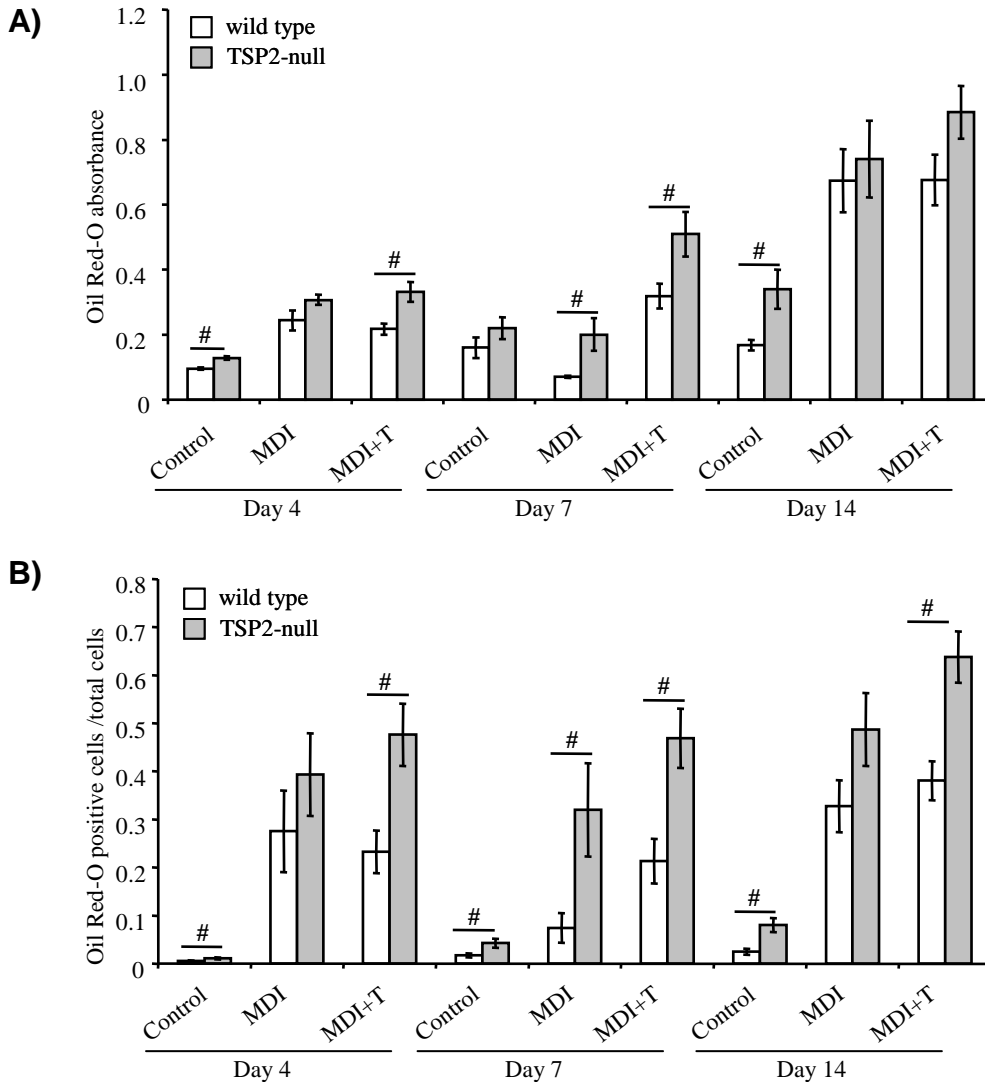 A)
Oil Red-O absorbance
1.2
1.0
0.8
0.6
0.4
0.2
0
wild type
TSP2-null
#
#
#
#
#
Control
MDI
MDI+T
Control
MDI
MDI+T
Control
MDI
MDI+T
Day 4
Day 7
Day 14
B)
Oil Red-O positive cells /total cells
0.8
0.7
0.6
0.5
0.4
0.3
0.2
0.1
0
wild type
TSP2-null
#
#
#
#
#
#
#
Control
MDI
MDI+T
Control
MDI
MDI+T
Control
MDI
MDI+T
Day 4
Day 7
Day 14